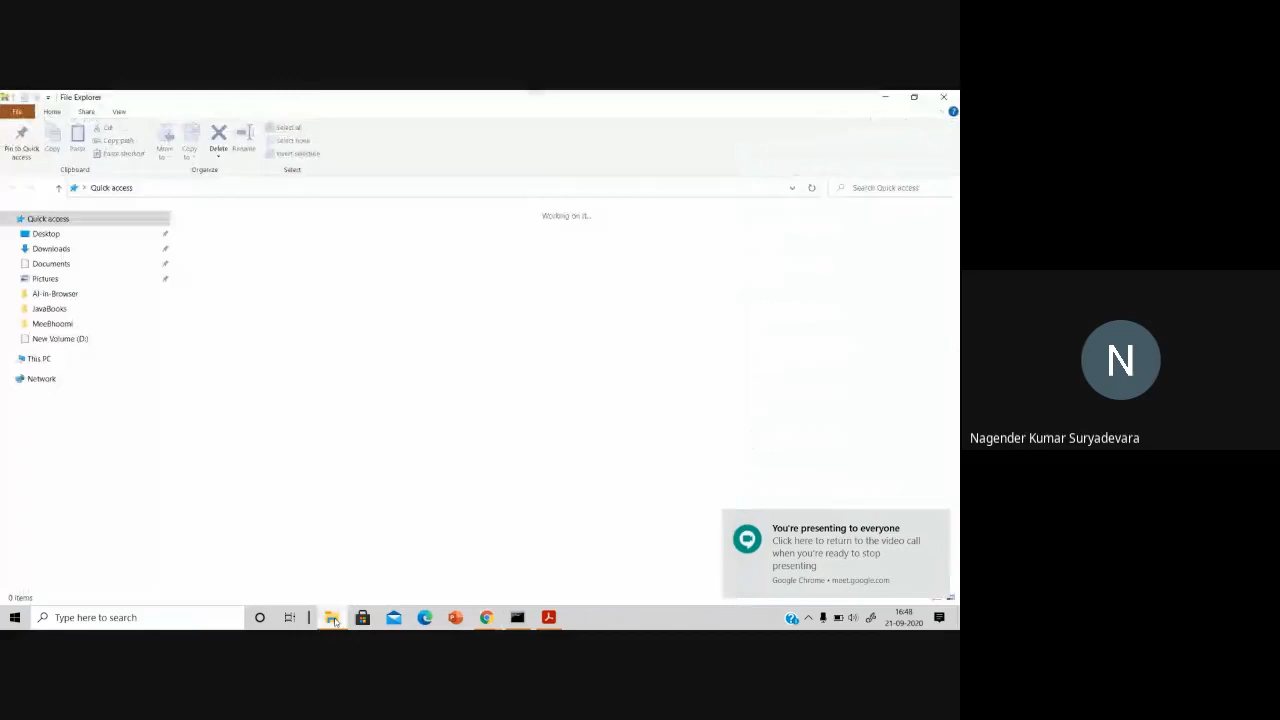 File Explorer
File Home Share View
Pin to Quick access
Copy
Paste
Cut
Copy path
Paste shortcut
Move to
Copy to
Delete
Rename
Select all
Select none
Invert selection
Clipboard
Organize
Select
Quick access
Search Quick access
Working on it...
Quick access
Desktop
Downloads
Documents
Pictures
AI-in-Browser
JavaBooks
MeeBhoomi
New Volume (D:)
This PC
Network
N
Nagender Kumar Suryadevara
You're presenting to everyone
Click here to return to the video call
when you're ready to stop
presenting
Google Chrome • meet.google.com
0 items
Type here to search
16:48
21-09-2020